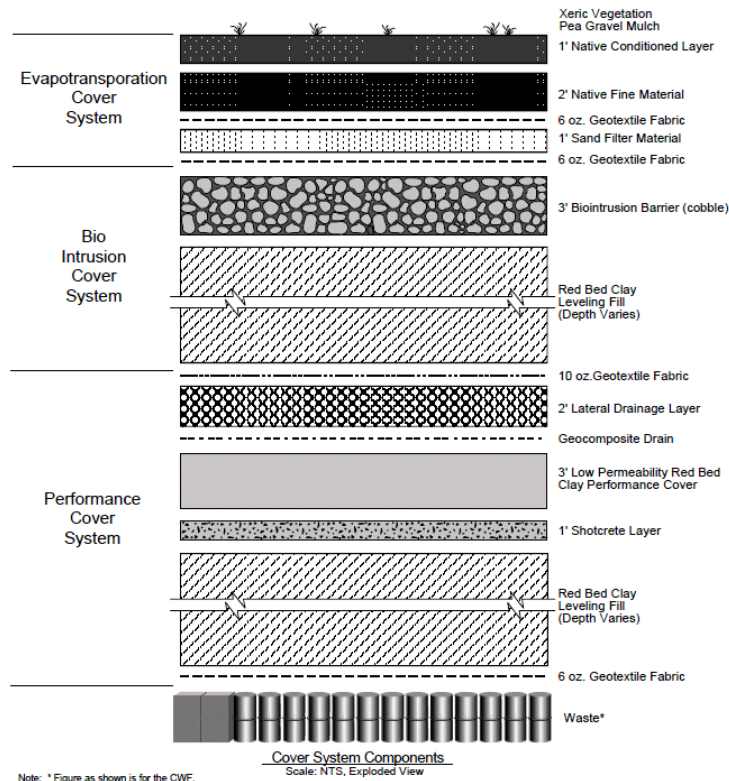 Xeric Vegetation
Pea Gravel Mulch
1' Native Conditioned Layer
Evapotransporation
Cover
System
2' Native Fine Material
6 oz. Geotextile Fabric
1' Sand Filter Material
6 oz. Geotextile Fabric
3' Biointrusion Barrier (cobble)
Bio
Intrusion
Cover
System
Red Bed Clay
Leveling Fill
(Depth Varies)
10 oz.Geotextile Fabric
2' Lateral Drainage Layer
Geocomposite Drain
3' Low Permeability Red Bed
Clay Performance Cover
Performance
Cover
System
1' Shotcrete Layer
Red Bed Clay
Leveling Fill
(Depth Varies)
6 oz. Geotextile Fabric
Waste*
Cover System Components
Scale: NTS, Exploded View
Note: * Figure as shown is for the CWF.